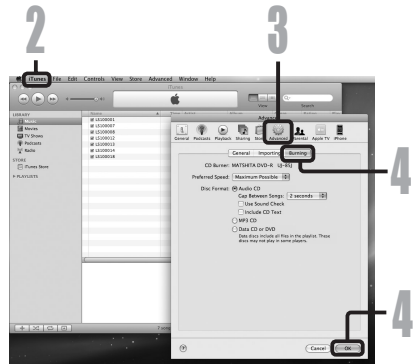 2
3
iTunes File Edit Controls View Store Advanced Window Help
iTunes
View
Search
LIBRARY
Music
Movies
TV Shows
Podcasts
Radio
STORE
iTunes Store
PLAYLISTS
LS100001
LS100007
LS100008
LS100012
LS100013
LS100014
LS100018
General Podcasts Playback Sharing Store Advanced Parental Apple TV iPhone
General Importing Burning
4
CD Burner: MATSHITA DVD-R UJ-85J
Preferred Speed: Maximum Possible
Disc Format: Audio CD
Gap Between Songs: 2 seconds
Use Sound Check
Include CD Text
MP3 CD
Data CD or DVD
Data discs include all files in the playlist. These
discs may not play in some players.
?
Cancel
OK
4